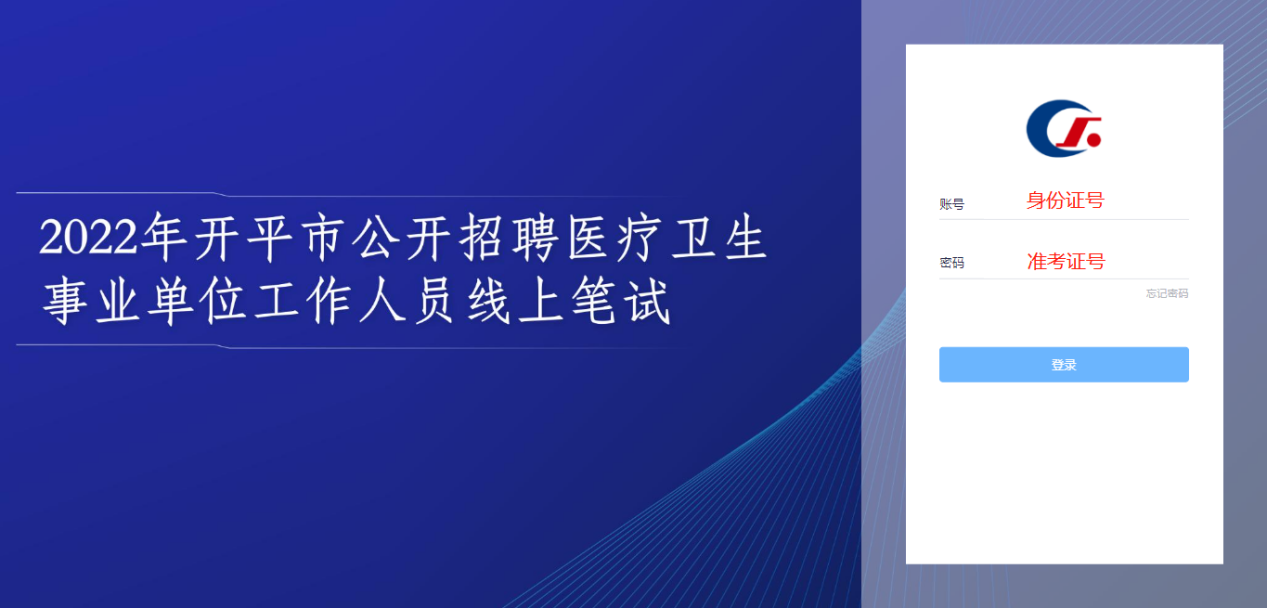 2022年开平市公开招聘医疗卫生
事业单位工作人员线上笔试
账号 身份证号
密码 准考证号
忘记密码
登录